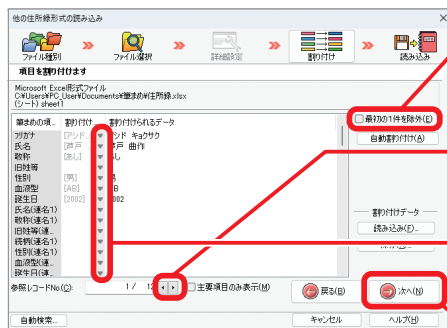 他の住所録形式の読み込み
ファイル種別 ファイル選択 詳細設定 割り付け 読み込み
項目を割り付けます
Microsoft Excel形式ファイル
C:¥Users¥PC_User¥Documents¥筆まめ¥住所録.xlsx
(シート) sheet1
筆まめの項... 割り付け... 割り付けられるデータ
フリガナ [アシド... アシド キョクサク
氏名 [芦戸 ... 芦戸 曲作
敬称 [あし]
旧姓等
性別 [男]
血液型 [AB]
誕生日 [2002] 2002
氏名(連名1)
敬称(連名1)
旧姓等(連...
続柄(連名1)
性別(連名1)
血液型(連...
誕生日(連...
最初の1件を除外(E)
自動割付け(A)
割り付けデータ
読み込み(F)...
参照レコードNo.(C): 1 / 主要項目のみ表示(M)
戻る(B) 次へ(N)
自動検索... キャンセル ヘルプ(H)